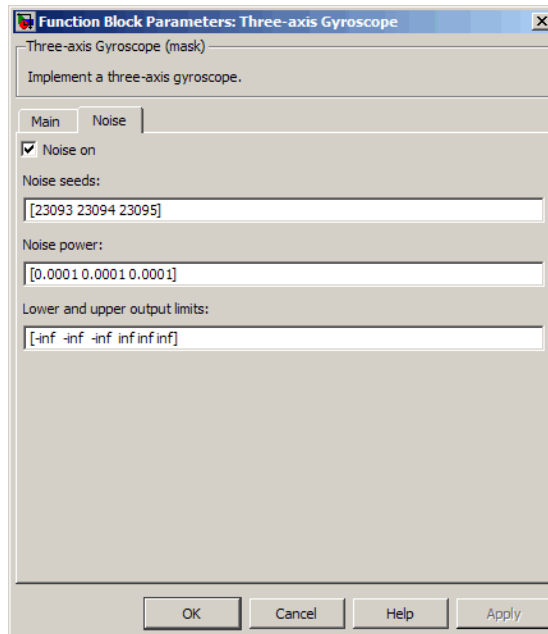 Function Block Parameters: Three-axis Gyroscope
Three-axis Gyroscope (mask)
Implement a three-axis gyroscope.
Main Noise
Noise on
Noise seeds:
[23093 23094 23095]
Noise power:
[0.0001 0.0001 0.0001]
Lower and upper output limits:
[-inf -inf -inf inf inf inf]
OK Cancel Help Apply